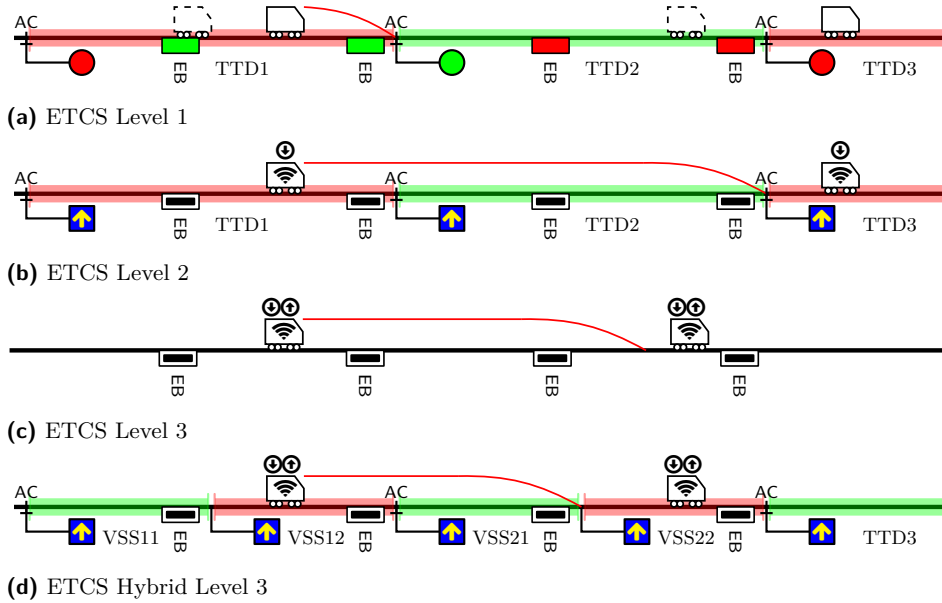 AC AC AC
EB TTD1 EB EB TTD2 EB TTD3
(a) ETCS Level 1
AC AC AC
EB TTD1 EB EB TTD2 EB TTD3
(b) ETCS Level 2
EB EB EB EB
(c) ETCS Level 3
AC AC AC
VSS11 EB VSS12 EB VSS21 EB VSS22 EB TTD3
(d) ETCS Hybrid Level 3